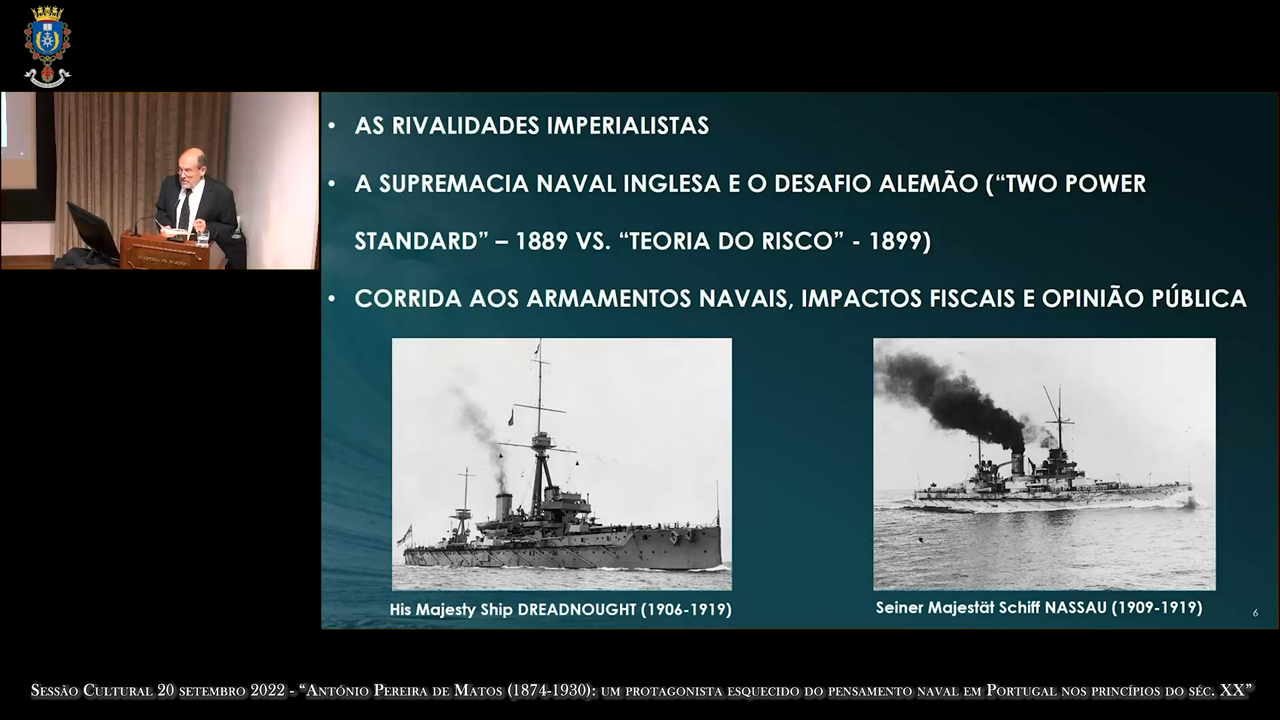 • AS RIVALIDADES IMPERIALISTAS
• A SUPREMACIA NAVAL INGLESA E O DESAFIO ALEMÃO (“TWO POWER
STANDARD” – 1889 VS. “TEORIA DO RISCO” - 1899)
• CORRIDA AOS ARMAMENTOS NAVAIS, IMPACTOS FISCAIS E OPINIÃO PÚBLICA
His Majesty Ship DREADNOUGHT (1906-1919)
Seiner Majestät Schiff NASSAU (1909-1919)
6
Sessão Cultural 20 setembro 2022 - “António Pereira de Matos (1874-1930): um protagonista esquecido do pensamento naval em Portugal nos princípios do séc. XX”